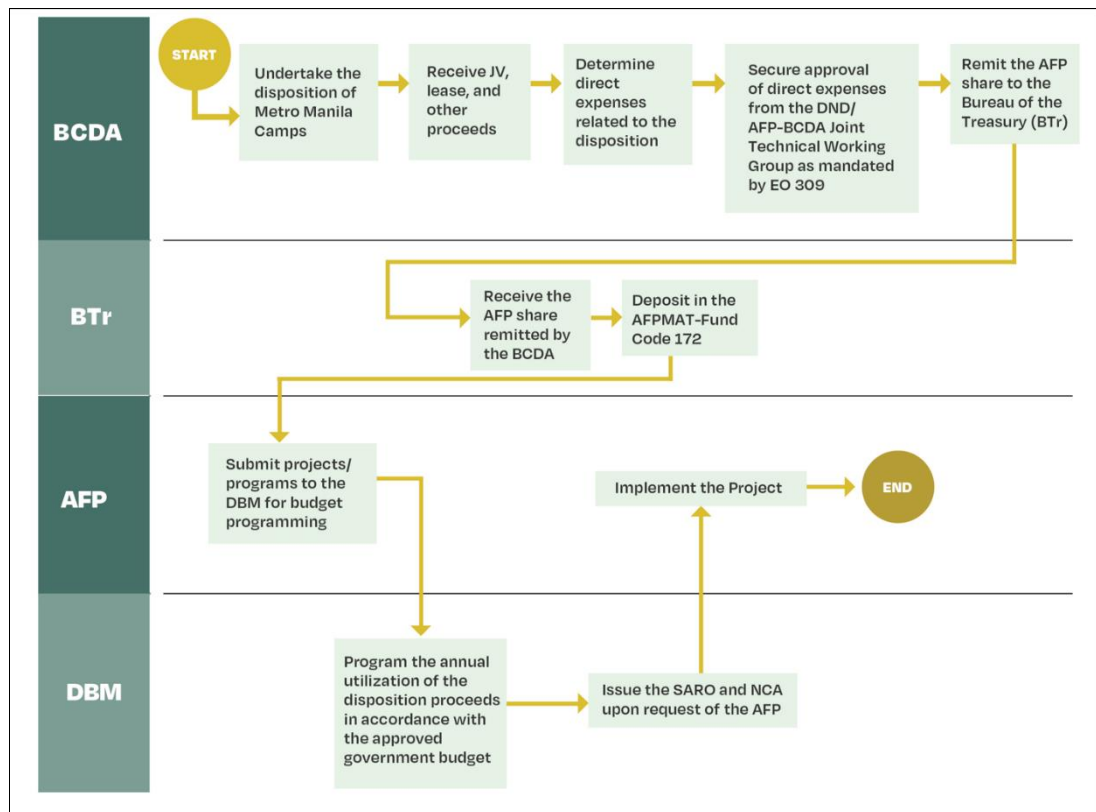 BCDA
START
Undertake the
disposition of
Metro Manila
Camps
Receive JV,
lease, and
other
proceeds
Determine
direct
expenses
related to the
disposition
Secure approval
of direct expenses
from the DND/
AFP-BCDA Joint
Technical Working
Group as mandated
by EO 309
Remit the AFP
share to the
Bureau of the
Treasury (BTr)
BTr
Receive the
AFP share
remitted by
the BCDA
Deposit in the
AFPMAT-Fund
Code 172
AFP
Submit projects/
programs to the
DBM for budget
programming
Implement the Project
END
DBM
Program the annual
utilization of the
disposition proceeds
in accordance with
the approved
government budget
Issue the SARO and NCA
upon request of the AFP